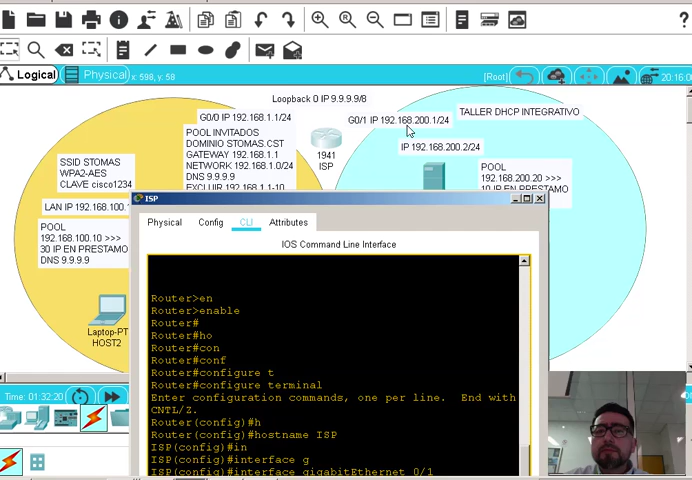 Logical
Physical
x: 598, y: 58
[Root]
20:16:0
Loopback 0 IP 9.9.9.9/8
G0/0 IP 192.168.1.1/24
POOL INVITADOS
DOMINIO STOMAS.CST
GATEWAY 192.168.1.1
NETWORK 192.168.1.0/24
DNS 9.9.9.9
EXCLUIR 192.168.1.1-10
1941
ISP
G0/1 IP 192.168.200.1/24
TALLER DHCP INTEGRATIVO
IP 192.168.200.2/24
POOL
192.168.200.20 >>>
10 IP EN PRESTAMO
SSID STOMAS
WPA2-AES
CLAVE cisco1234
LAN IP 192.168.100.
POOL
192.168.100.10 >>>
30 IP EN PRESTAMO
DNS 9.9.9.9
Laptop-PT
HOST2
ISP
Physical
Config
CLI
Attributes
IOS Command Line Interface
Router>en
Router>enable
Router#
Router#ho
Router#con
Router#conf
Router#configure t
Router#configure terminal
Enter configuration commands, one per line. End with
CNTL/Z.
Router(config)#h
Router(config)#hostname ISP
ISP(config)#in
ISP(config)#interface g
ISP(config)#interface gigabitEthernet 0/1
Time: 01:32:20